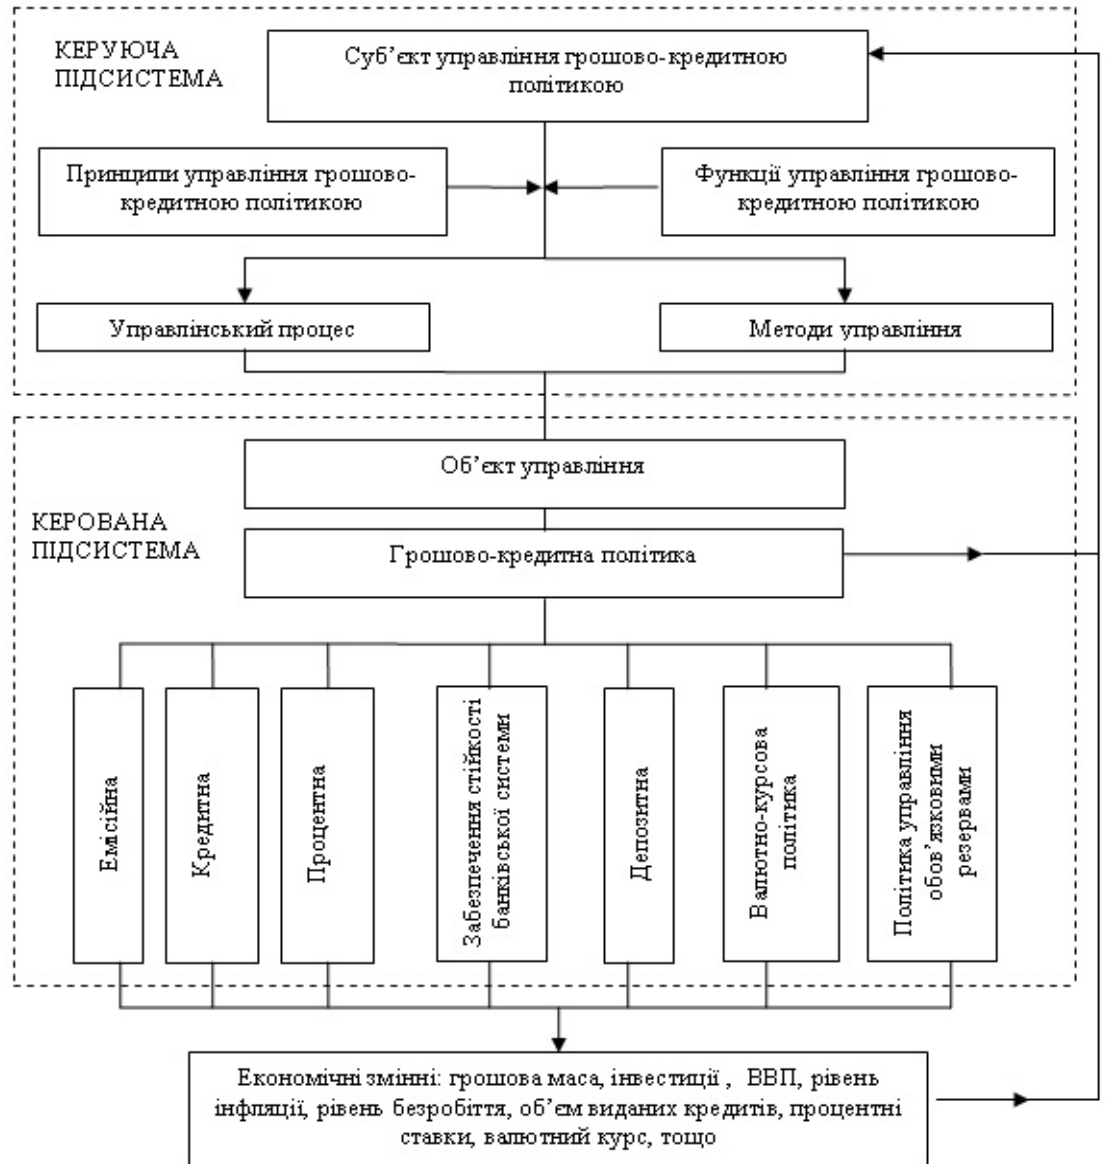 КЕРУЮЧА
ПІДСИСТЕМА
Суб’єкт управління грошово-кредитною
політикою
Принципи управління грошово-
кредитною політикою
Функції управління грошово-
кредитною політикою
Управлінський процес
Методи управління
Об’єкт управління
КЕРОВАНА
ПІДСИСТЕМА
Грошово-кредитна політика
Емісійна
Кредитна
Процентна
Забезпечення стійкості
банківської системи
Депозитна
Валютно-курсова
політика
Політика управління
обов’язковими
резервами
Економічні змінні: грошова маса, інвестиції , ВВП, рівень
інфляції, рівень безробіття, об’єм виданих кредитів, процентні
ставки, валютний курс, тощо